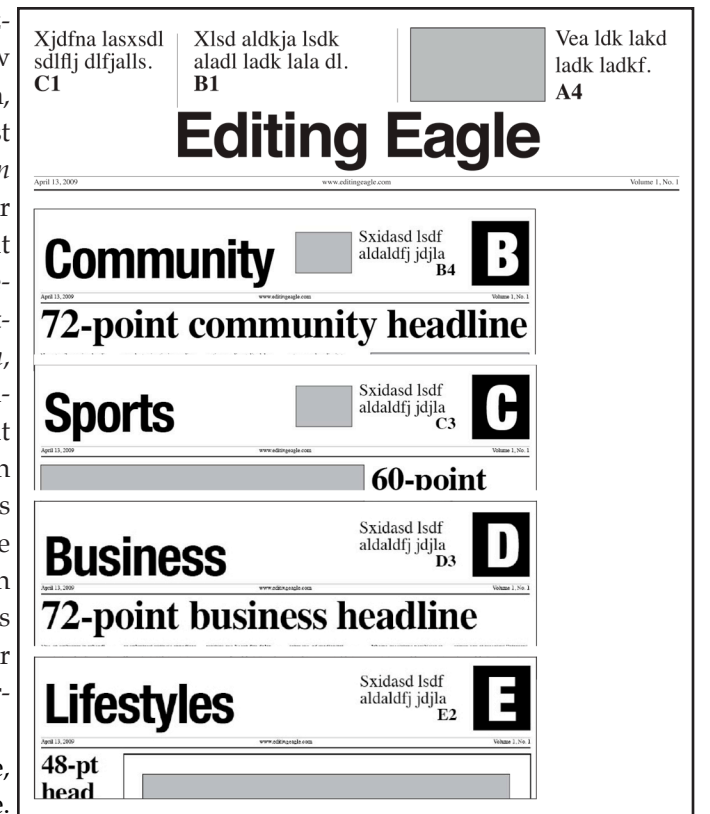 Xjdfna lasxsdl
sdlflj dlfjalls.
C1
Xlsd aldkja lsdk
aladl ladk lala dl.
B1
Vea ldk lakd
ladk ladkf.
A4
Editing Eagle
April 13, 2009 www.editingeagle.com Volume 1, No. 1
Community
Sxidasd lsdf
aldaldfj jdjla
B4
B
April 13, 2009 www.editingeagle.com Volume 1, No. 1
72-point community headline
Sports
Sxidasd lsdf
aldaldfj jdjla
C3
C
April 13, 2009 www.editingeagle.com Volume 1, No. 1
60-point
Business
Sxidasd lsdf
aldaldfj jdjla
D3
D
April 13, 2009 www.editingeagle.com Volume 1, No. 1
72-point business headline
Lifestyles
Sxidasd lsdf
aldaldfj jdjla
E2
E
April 13, 2009 www.editingeagle.com Volume 1, No. 1
48-pt
head